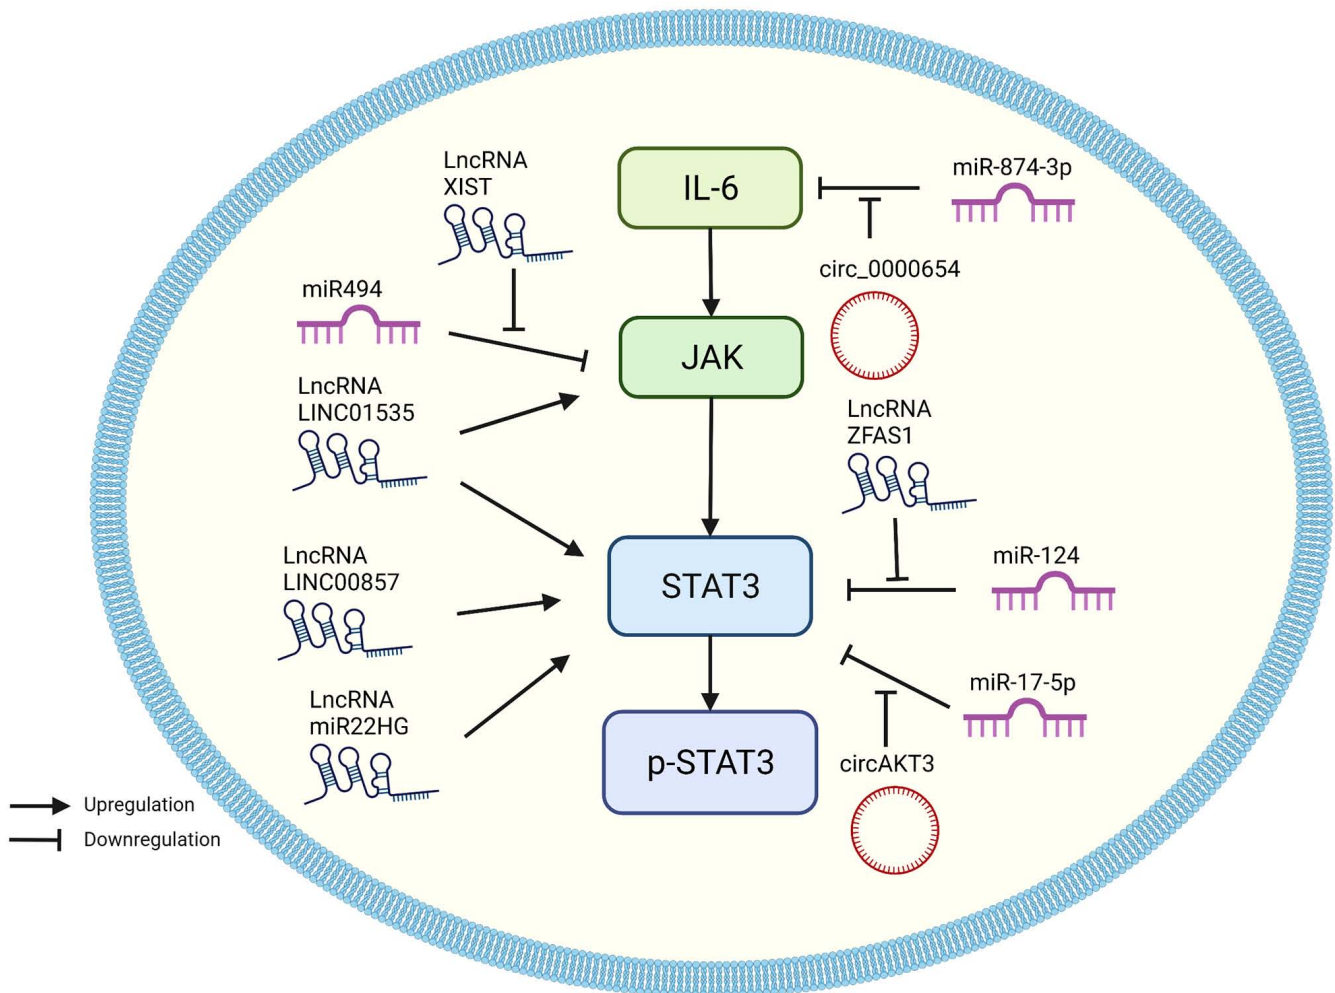 LncRNA
XIST
IL-6
miR-874-3p
circ_0000654
miR494
JAK
LncRNA
LINC01535
LncRNA
ZFAS1
LncRNA
LINC00857
STAT3
miR-124
LncRNA
miR22HG
miR-17-5p
p-STAT3
circAKT3
Upregulation
Downregulation